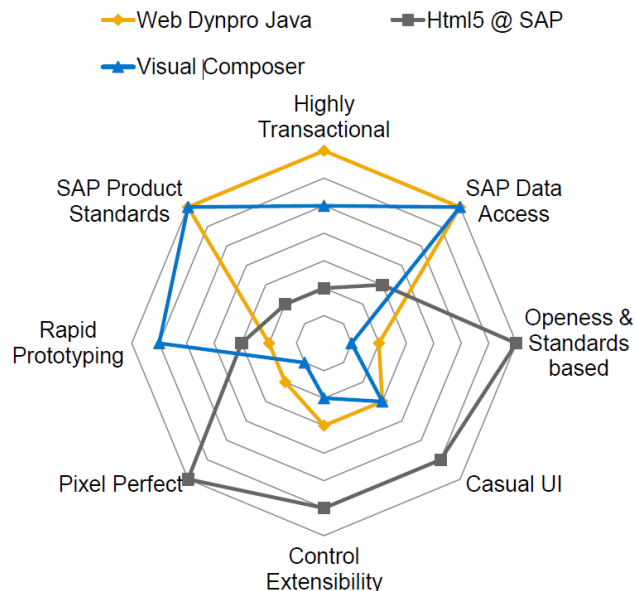 Web Dynpro Java
Html5 @ SAP
Visual Composer
Highly
Transactional
SAP Product
Standards
SAP Data
Access
Rapid
Prototyping
Openess &
Standards
based
Pixel Perfect
Casual UI
Control
Extensibility